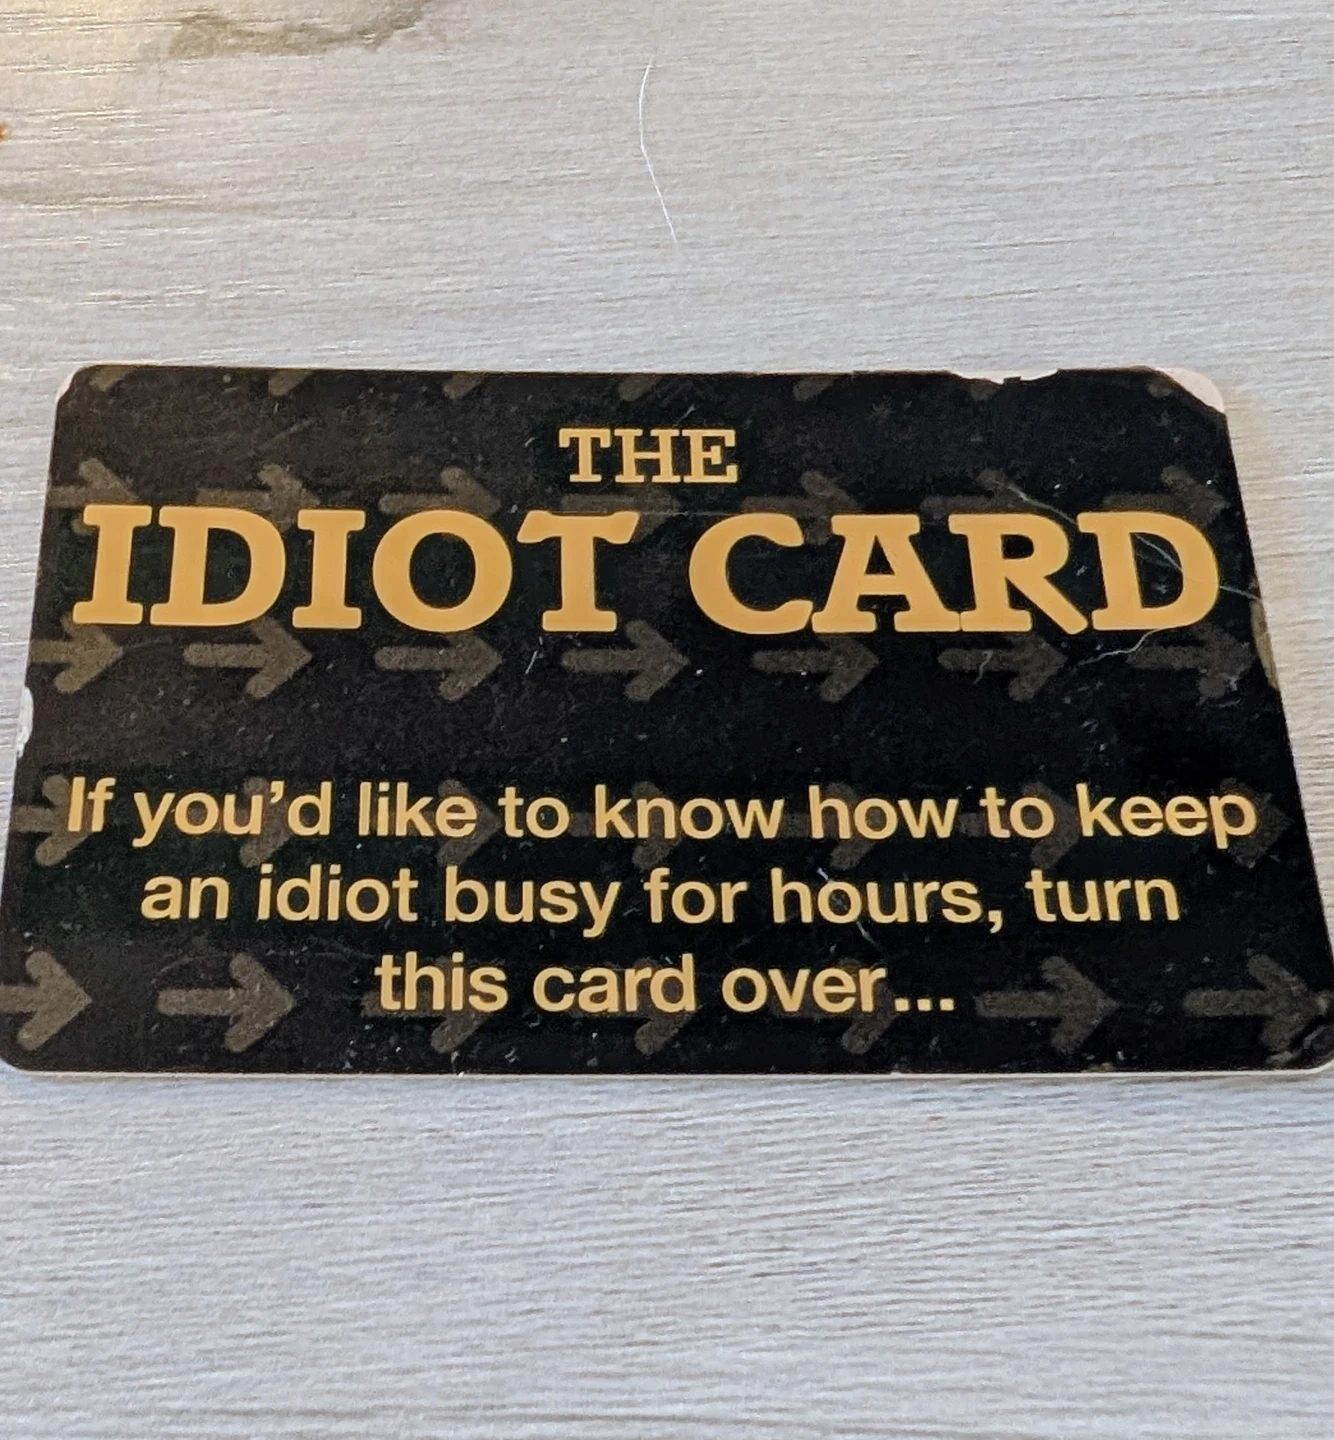 THE
IDIOT CARD
If you'd like to know how to keep
an idiot busy for hours, turn
this card over...